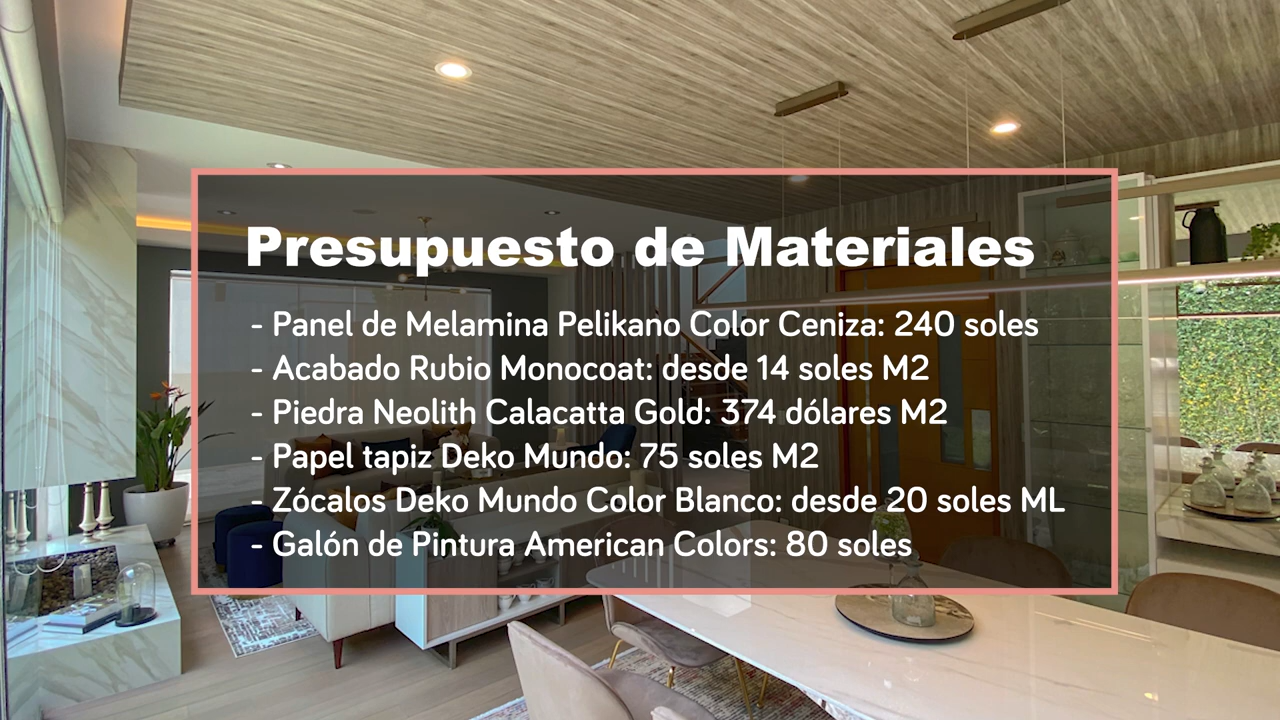 Presupuesto de Materiales
- Panel de Melamina Pelikano Color Ceniza: 240 soles
- Acabado Rubio Monocoat: desde 14 soles M2
- Piedra Neolith Calacatta Gold: 374 dólares M2
- Papel tapiz Deko Mundo: 75 soles M2
- Zócalos Deko Mundo Color Blanco: desde 20 soles ML
- Galón de Pintura American Colors: 80 soles